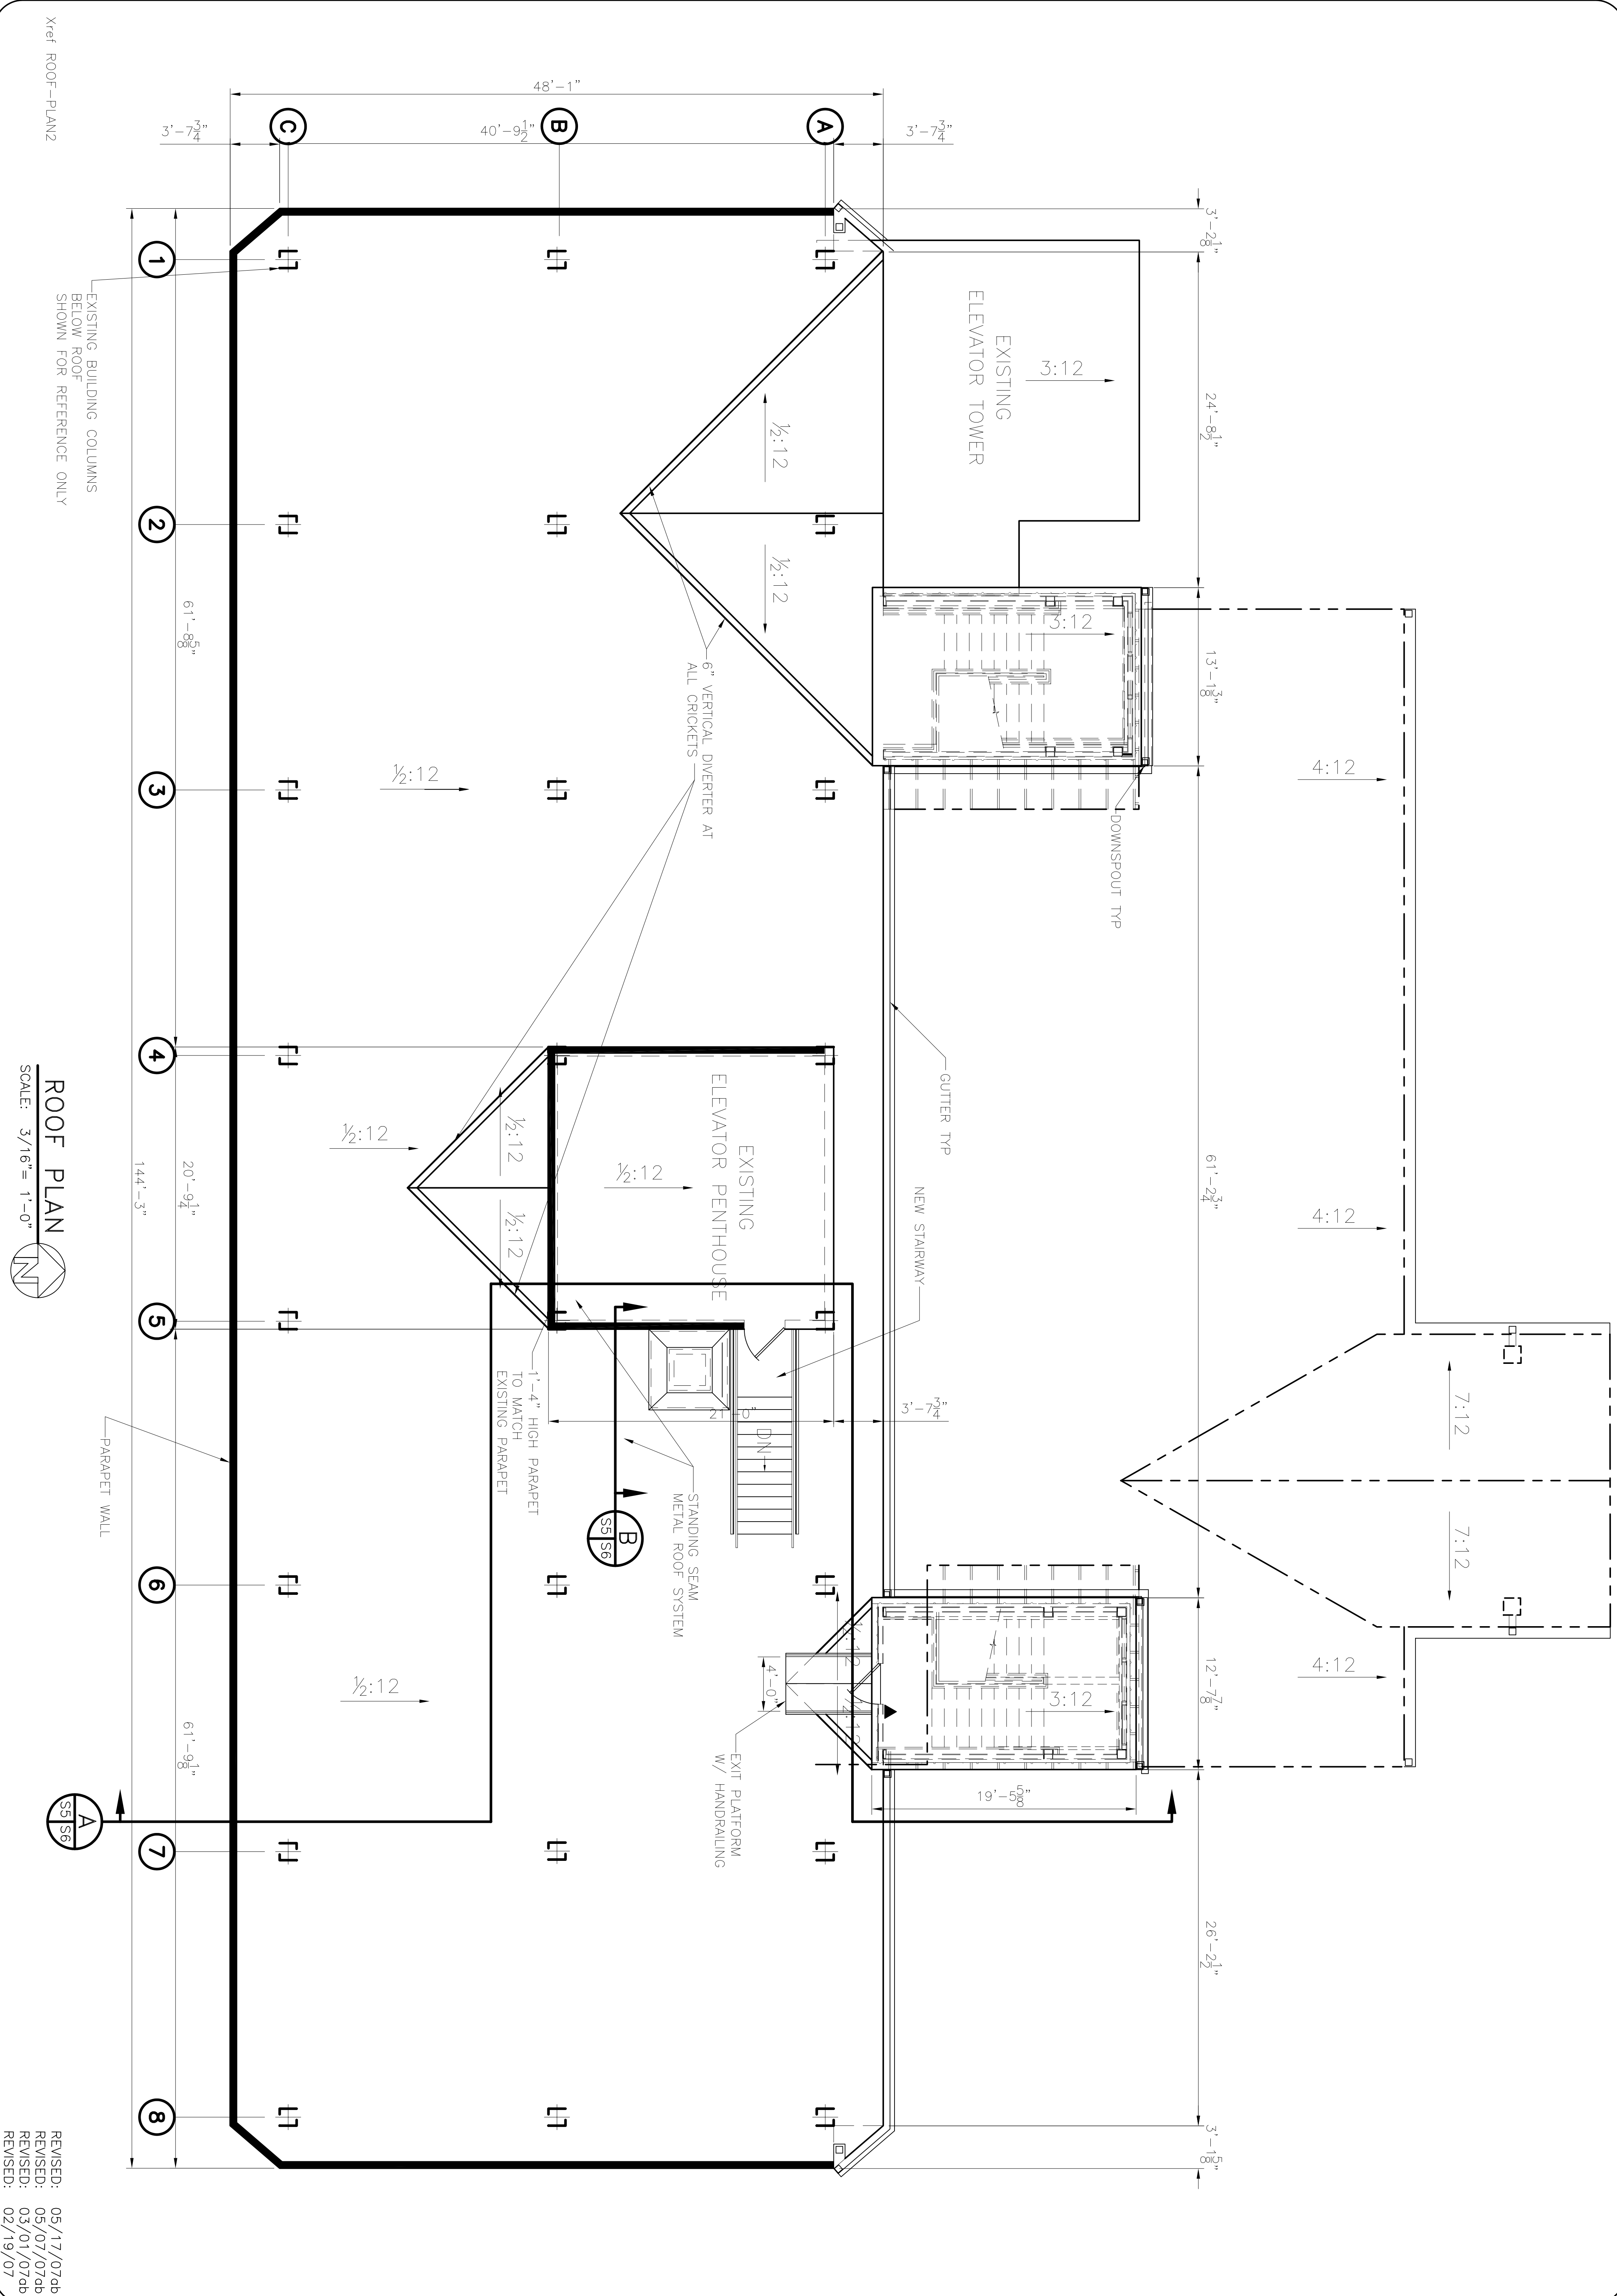 Xref ROOF-PLAN2
48'-1"
3'-7¾"
40'-9½"
3'-7¾"
C
B
A
1
2
3
4
5
6
7
8
3'-2⅛"
24'-8½"
13'-1⅜"
61'-2¾"
12'-7⅞"
26'-2½"
3'-1⅝"
61'-8⅝"
20'-9¼"
61'-9⅛"
144'-3"
EXISTING BUILDING COLUMNS
BELOW ROOF
SHOWN FOR REFERENCE ONLY
EXISTING
ELEVATOR TOWER
3:12
½:12
½:12
3:12
6" VERTICAL DIVERTER AT
ALL CRICKETS
½:12
DOWNSPOUT TYP
4:12
4:12
4:12
7:12
7:12
GUTTER TYP
NEW STAIRWAY
EXISTING
ELEVATOR PENTHOUSE
½:12
½:12
½:12
½:12
1'-4" HIGH PARAPET
TO MATCH
EXISTING PARAPET
21'-0"
3'-7¾"
DN
STANDING SEAM
METAL ROOF SYSTEM
B
S5 S6
PARAPET WALL
½:12
4'-0"
½:12
½:12
3:12
19'-5⅝"
EXIT PLATFORM
W/ HANDRAILING
A
S5 S6
ROOF PLAN
SCALE: 3/16"= 1'-0"
N
REVISED: 05/17/07ab
REVISED: 05/07/07ab
REVISED: 03/01/07ab
REVISED: 02/19/07